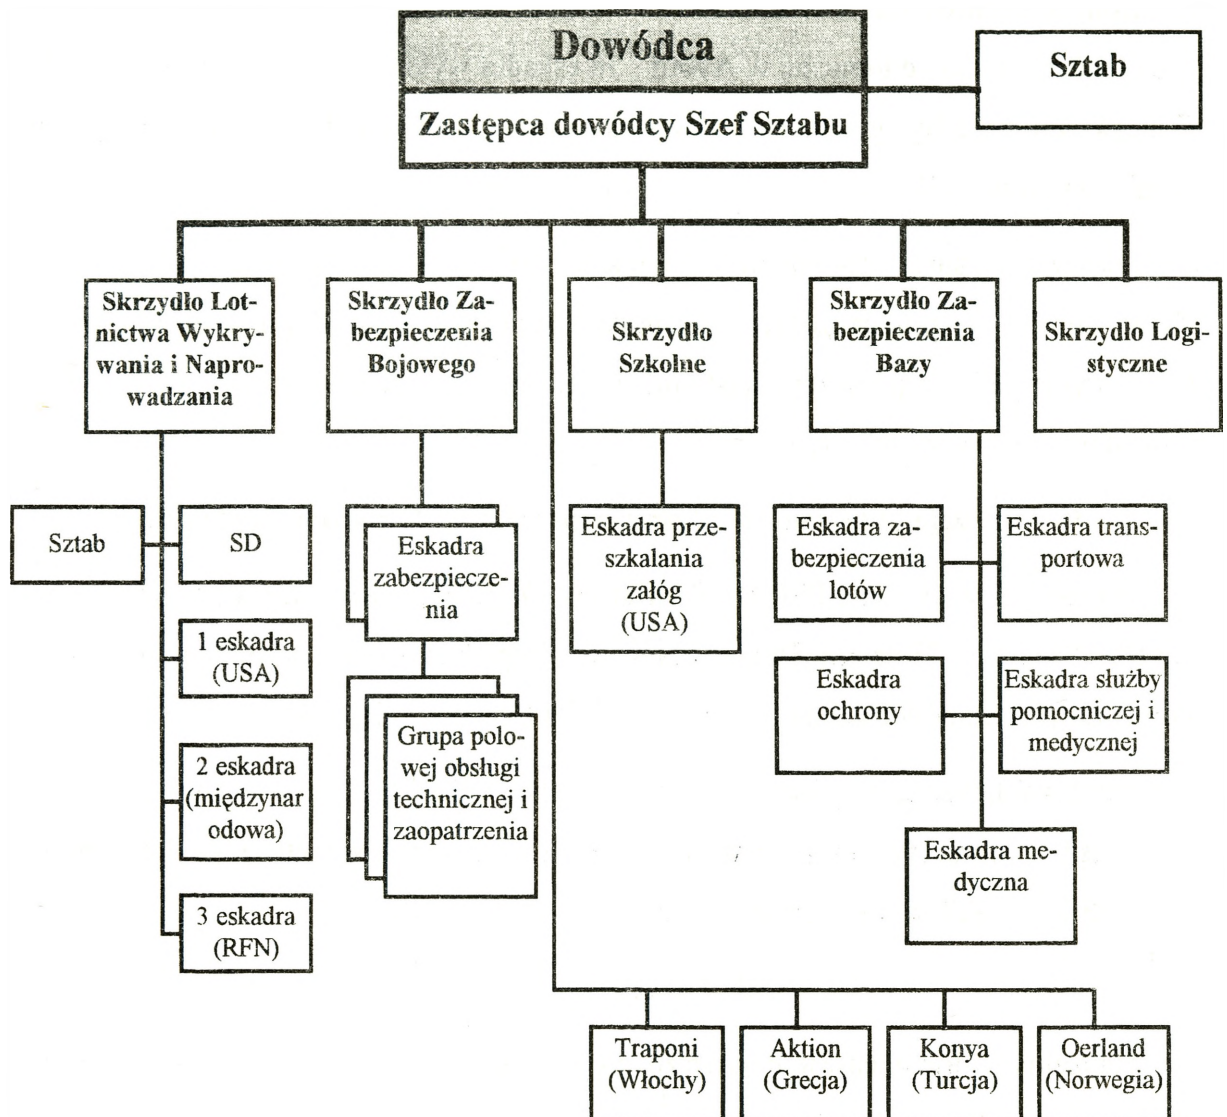 Dowódca
Zastępca dowódcy Szef Sztabu
Sztab
Skrzydło Lot-
nictwa Wykry-
wania i Napro-
wadzania
Skrzydło Za-
bezpieczenia
Bojowego
Skrzydło
Szkolne
Skrzydło Za-
bezpieczenia
Bazy
Skrzydło Logi-
styczne
Sztab
SD
1 eskadra
(USA)
2 eskadra
(międzynar
odowa)
3 eskadra
(RFN)
Eskadra
zabezpiecze-
nia
Grupa polo-
wej obsługi
technicznej i
zaopatrzenia
Eskadra prze-
szkalania
załóg
(USA)
Eskadra za-
bezpieczenia
lotów
Eskadra trans-
portowa
Eskadra
ochrony
Eskadra służby
pomocniczej i
medycznej
Eskadra me-
dyczna
Traponi
(Włochy)
Aktion
(Grecja)
Konya
(Turcja)
Oerland
(Norwegia)